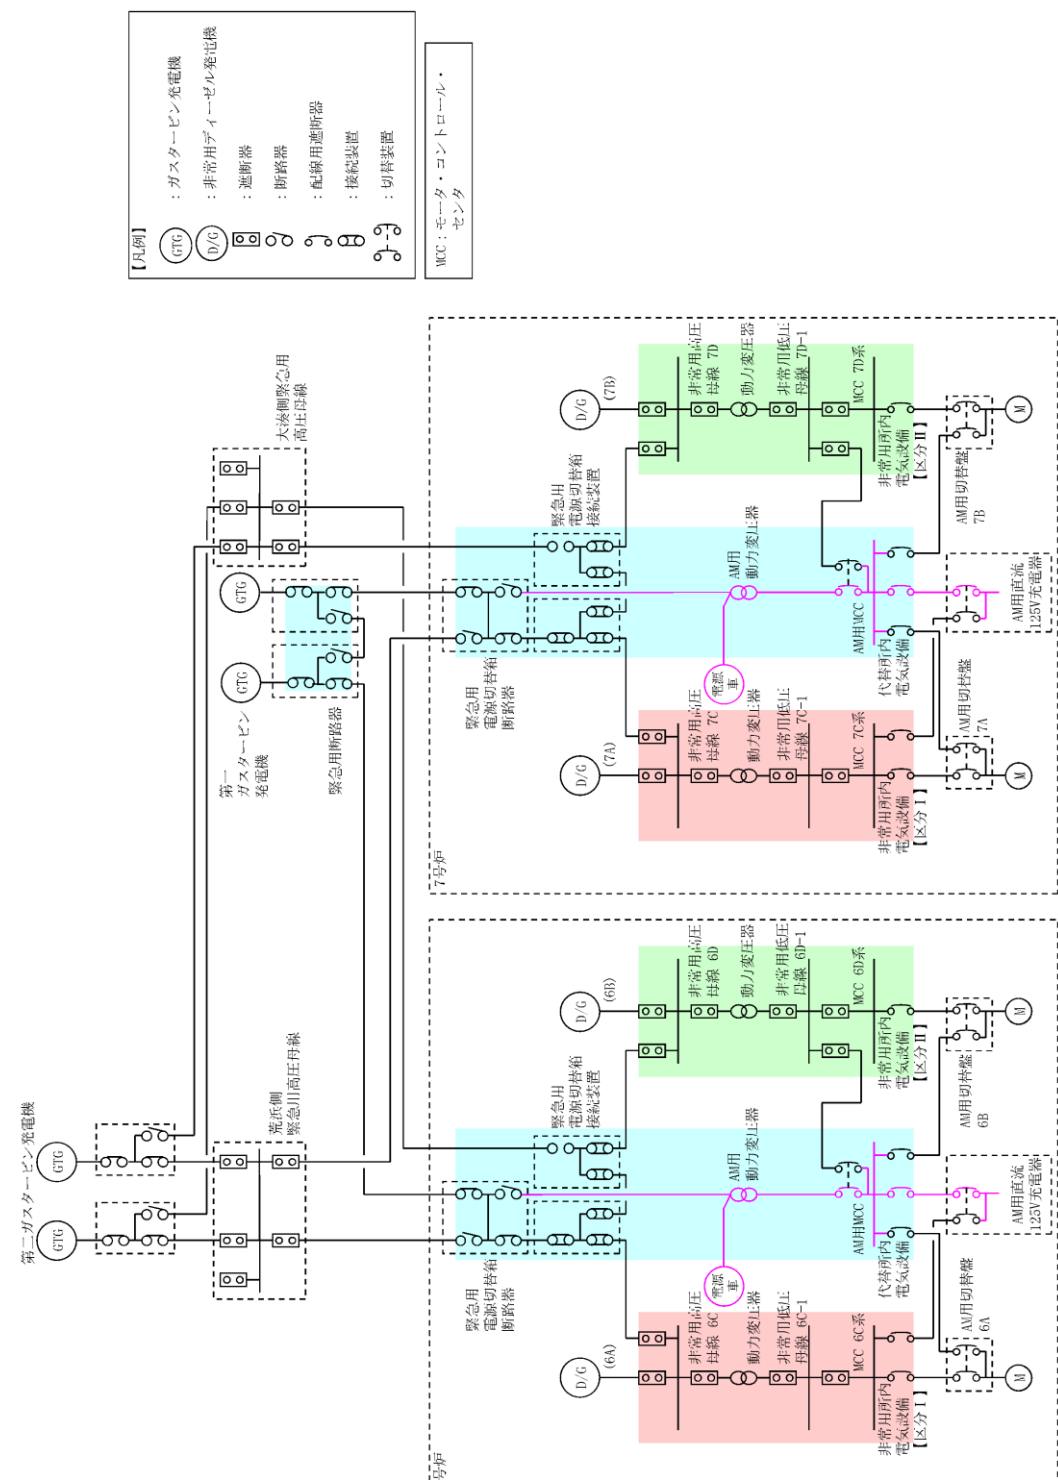 【凡例】
GTG
：ガスタービン発電機
D/G
：非常用ディーゼル発電機
：遮断器
：断路器
：配線用遮断器
：接続装置
：切替装置
MCC：モータ・コントロール・
センタ
第二ガスタービン発電機
GTG
GTG
荒浜側
緊急用高圧母線
大湊側緊急用
高圧母線
GTG
GTG
第一
ガスタービン
発電機
緊急用断路器
7号炉
緊急用
電源切替箱
断路器
緊急用
電源切替箱
接続装置
D/G
(7A)
D/G
(7B)
非常用高圧
母線 7C
動力変圧器
非常用低圧
母線 7C-1
MCC 7C系
非常用所内
電気設備
【区分Ⅰ】
電源
車
AM用
動力変圧器
AM用MCC
代替所内
電気設備
非常用高圧
母線 7D
動力変圧器
非常用低圧
母線 7D-1
MCC 7D系
非常用所内
電気設備
【区分Ⅱ】
AM用切替盤
7A
M
AM用直流
125V充電器
AM用切替盤
7B
M
号炉
緊急用
電源切替箱
断路器
緊急用
電源切替箱
接続装置
D/G
(6A)
D/G
(6B)
非常用高圧
母線 6C
動力変圧器
非常用低圧
母線 6C-1
MCC 6C系
非常用所内
電気設備
【区分Ⅰ】
電源
車
AM用
動力変圧器
AM用MCC
代替所内
電気設備
非常用高圧
母線 6D
動力変圧器
非常用低圧
母線 6D-1
MCC 6D系
非常用所内
電気設備
【区分Ⅱ】
AM用切替盤
6A
M
AM用直流
125V充電器
AM用切替盤
6B
M